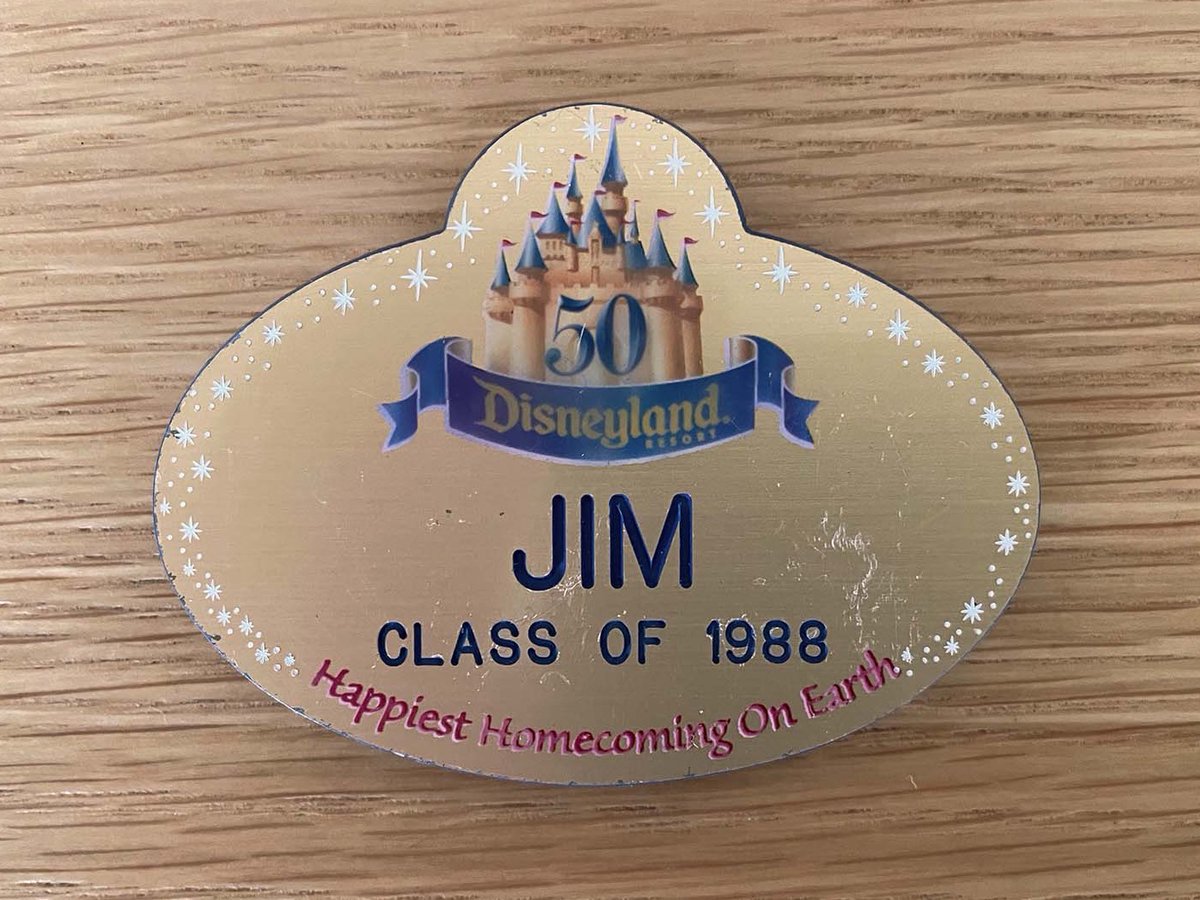 50
Disneyland
RESORT
JIM
CLASS OF 1988
Happiest Homecoming On Earth